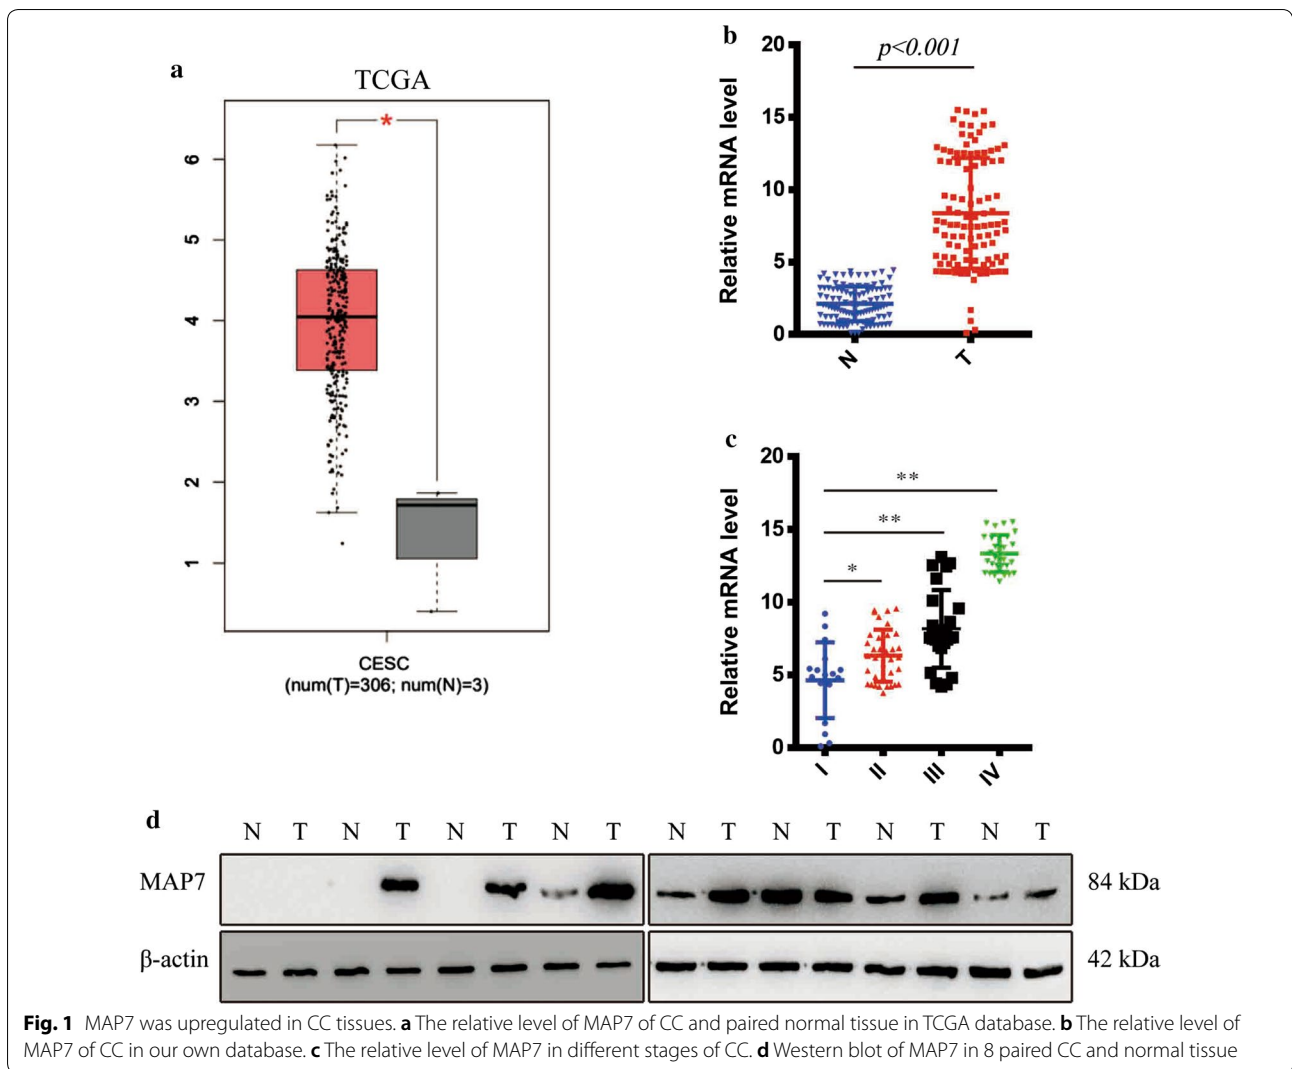 a
TCGA
*
6
5
4
3
2
1
CESC
(num(T)=306; num(N)=3)
b
p<0.001
Relative mRNA level
20
15
10
5
0
N
T
c
Relative mRNA level
20
15
10
5
0
**
**
*
I
II
III
IV
d
N T N T N T N T N T N T N T N T
MAP7
84 kDa
β-actin
42 kDa
Fig. 1 MAP7 was upregulated in CC tissues. a The relative level of MAP7 of CC and paired normal tissue in TCGA database. b The relative level of
MAP7 of CC in our own database. c The relative level of MAP7 in different stages of CC. d Western blot of MAP7 in 8 paired CC and normal tissue